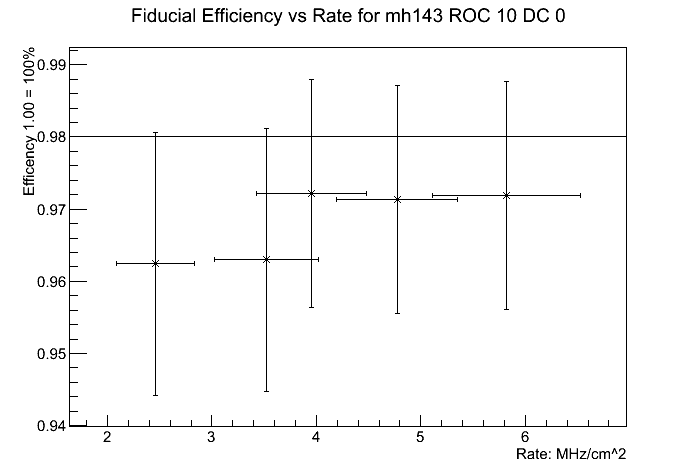 Fiducial Efficiency vs Rate for mh143 ROC 10 DC 0
Efficency 1.00 = 100%
0.99
0.98
0.97
0.96
0.95
0.94
2 3 4 5 6
Rate: MHz/cm^2